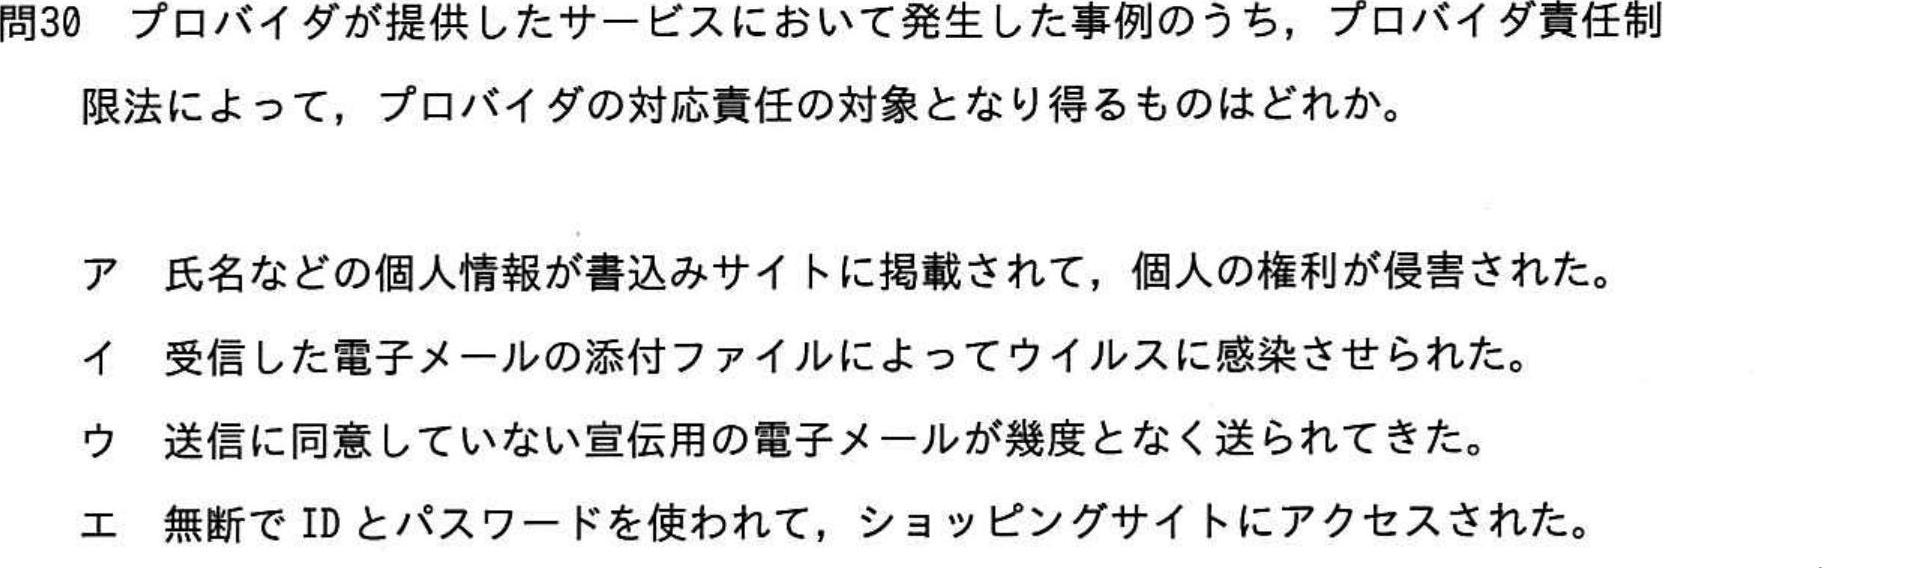 問30　プロバイダが提供したサービスにおいて発生した事例のうち，プロバイダ責任制
限法によって，プロバイダの対応責任の対象となり得るものはどれか。
ア　氏名などの個人情報が書込みサイトに掲載されて，個人の権利が侵害された。
イ　受信した電子メールの添付ファイルによってウイルスに感染させられた。
ウ　送信に同意していない宣伝用の電子メールが幾度となく送られてきた。
エ　無断で ID とパスワードを使われて，ショッピングサイトにアクセスされた。